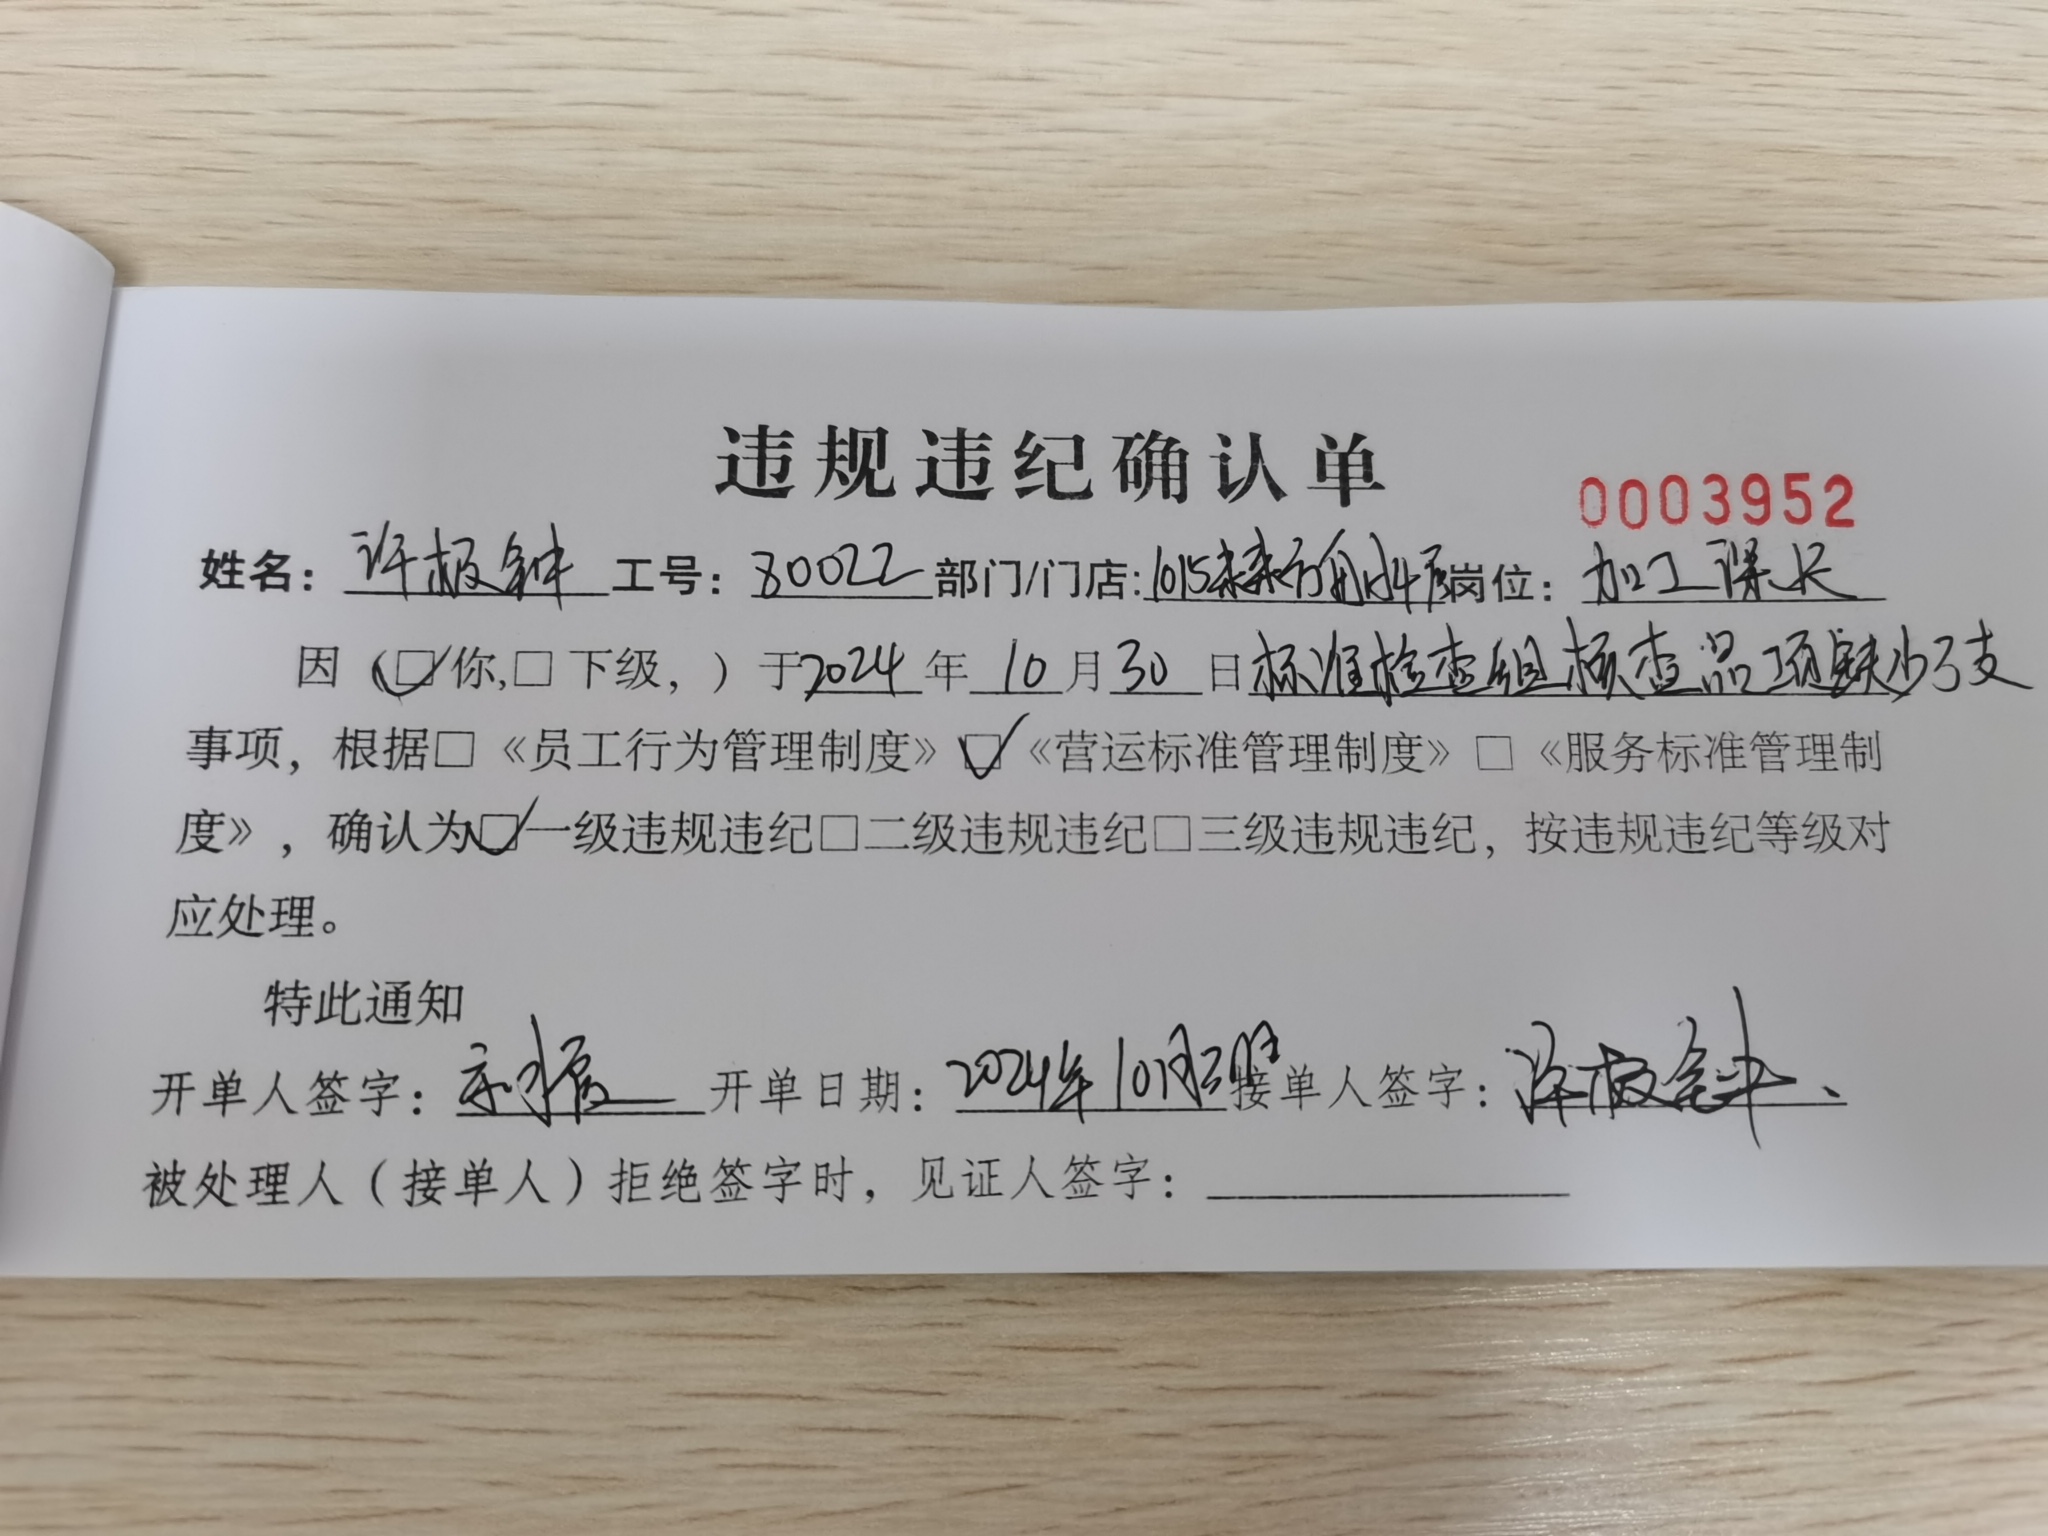 违规违纪确认单
0003952
姓名：许极钟 工号：80022 部门/门店：1015 岗位：加工课长
因（☑你,□下级，）于2024年10月30日标准检查组核查品项缺少3支
事项，根据□《员工行为管理制度》☑《营运标准管理制度》□《服务标准管理制
度》，确认为☑一级违规违纪□二级违规违纪□三级违规违纪，按违规违纪等级对
应处理。
特此通知
开单人签字： 开单日期：2024年10月 接单人签字：
被处理人（接单人）拒绝签字时，见证人签字：